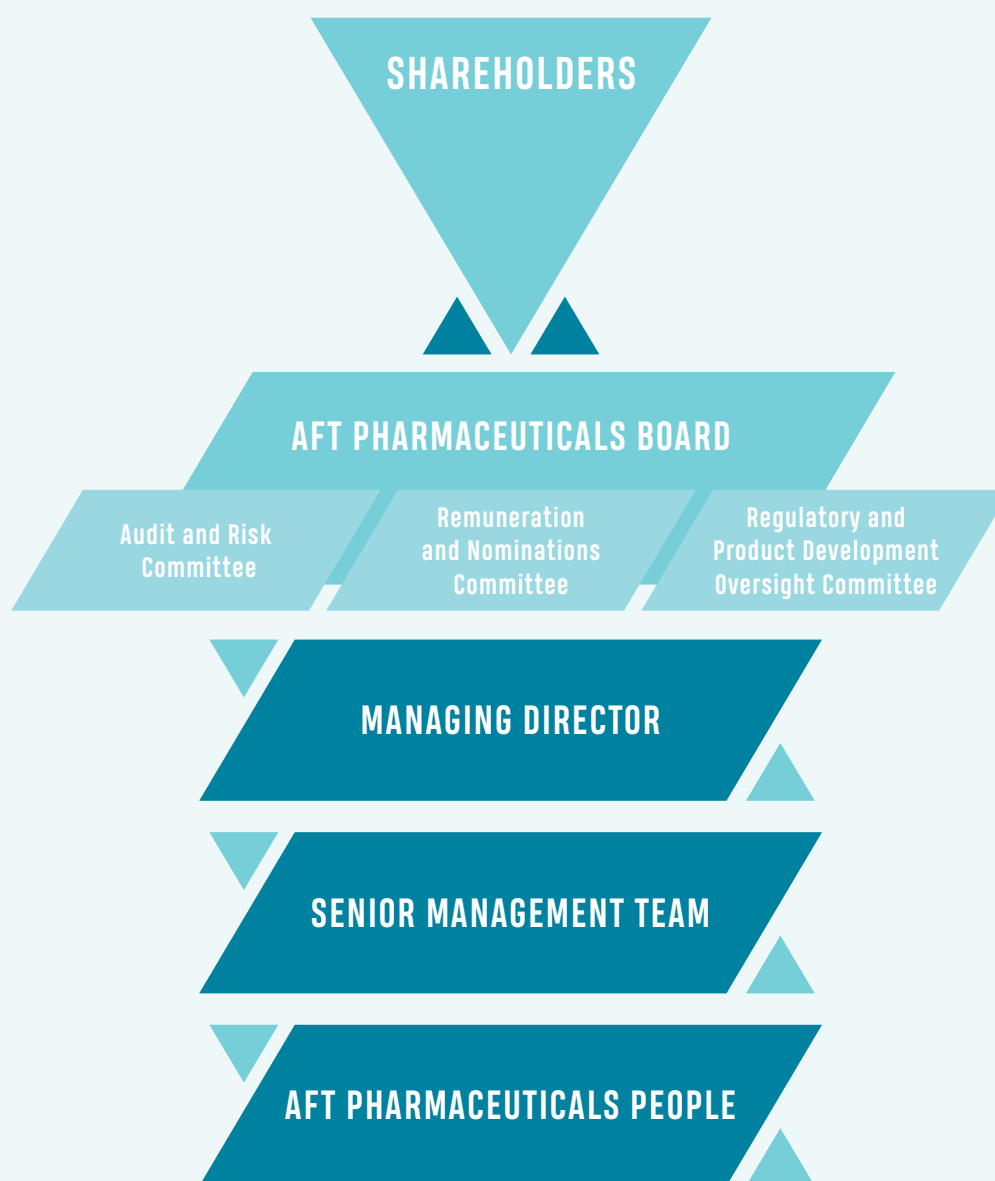 SHAREHOLDERS
AFT PHARMACEUTICALS BOARD
Audit and Risk
Committee
Remuneration
and Nominations
Committee
Regulatory and
Product Development
Oversight Committee
MANAGING DIRECTOR
SENIOR MANAGEMENT TEAM
AFT PHARMACEUTICALS PEOPLE